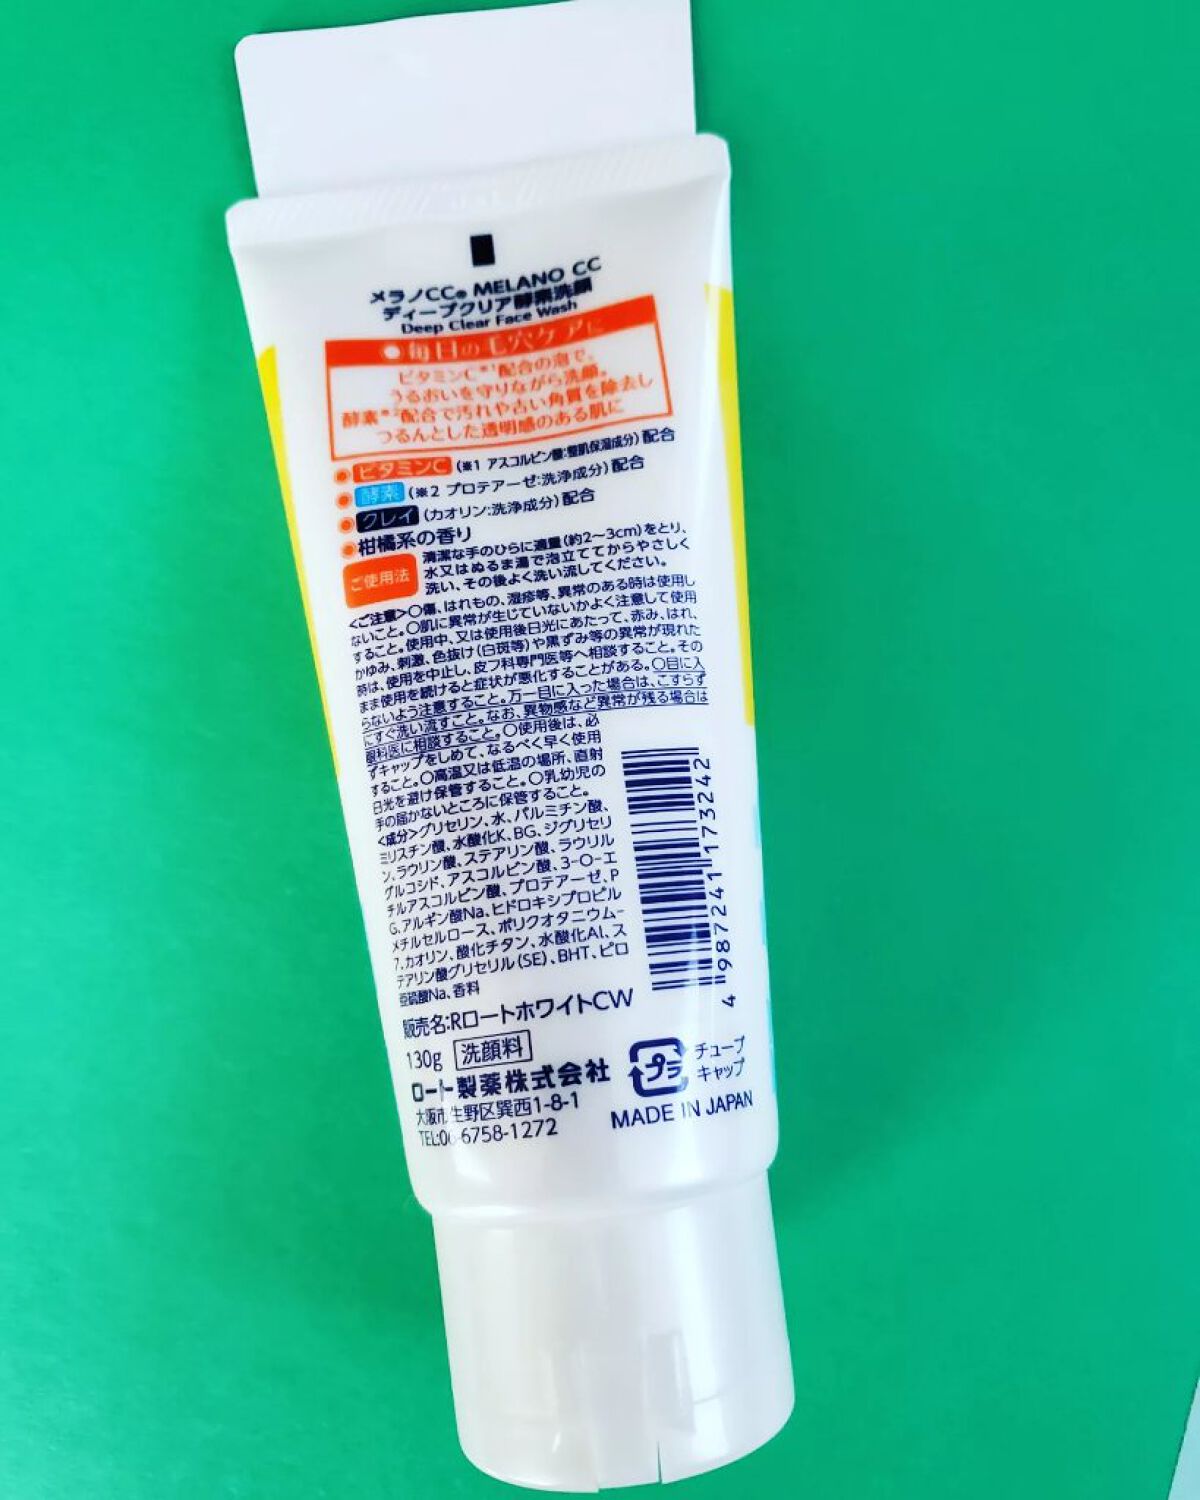 メラノCC® MELANO CC
ディープクリア酵素洗顔
Deep Clear Face Wash
毎日の毛穴ケアに
ビタミンC※1配合の泡で、
うるおいを守りながら洗顔。
酵素※2配合で汚れや古い角質を除去し
つるんとした透明感のある肌に
ビタミンC (※1 アスコルビン酸:整肌保湿成分) 配合
酵素 (※2 プロテアーゼ:洗浄成分) 配合
クレイ (カオリン:洗浄成分) 配合
柑橘系の香り
ご使用法
清潔な手のひらに適量(約2~3cm)をとり、
水又はぬるま湯で泡立ててからやさしく
洗い、その後よく洗い流してください。
<ご注意>○傷、はれもの、湿疹等、異常のある時は使用し
ないこと。○肌に異常が生じていないかよく注意して使用
すること。使用中、又は使用後日光にあたって、赤み、はれ、
かゆみ、刺激、色抜け(白斑等)や黒ずみ等の異常が現れた
時は、使用を中止し、皮フ科専門医等へ相談すること。その
まま使用を続けると症状が悪化することがある。○目に入
らないよう注意すること。万一目に入った場合は、こすらず
にすぐ洗い流すこと。なお、異物感など異常が残る場合は
眼科医に相談すること。○使用後は、必
ずキャップをしめて、なるべく早く使用
すること。○高温又は低温の場所、直射
日光を避け保管すること。○乳幼児の
手の届かないところに保管すること。
<成分>グリセリン、水、パルミチン酸、
ミリスチン酸、水酸化K、BG、ジグリセリ
ン、ラウリン酸、ステアリン酸、ラウリル
グルコシド、アスコルビン酸、3-O-エ
チルアスコルビン酸、プロテアーゼ、P
G、アルギン酸Na、ヒドロキシプロピル
メチルセルロース、ポリクオタニウム-
7、カオリン、酸化チタン、水酸化Al、ス
テアリン酸グリセリル(SE)、BHT、ピロ
亜硫酸Na、香料
4 987241 173242
販売名:Rロートホワイトcw
130g 洗顔料
ロート製薬株式会社
大阪市生野区巽西1-8-1
TEL:06-6758-1272
プラ
チューブ
キャップ
MADE IN JAPAN